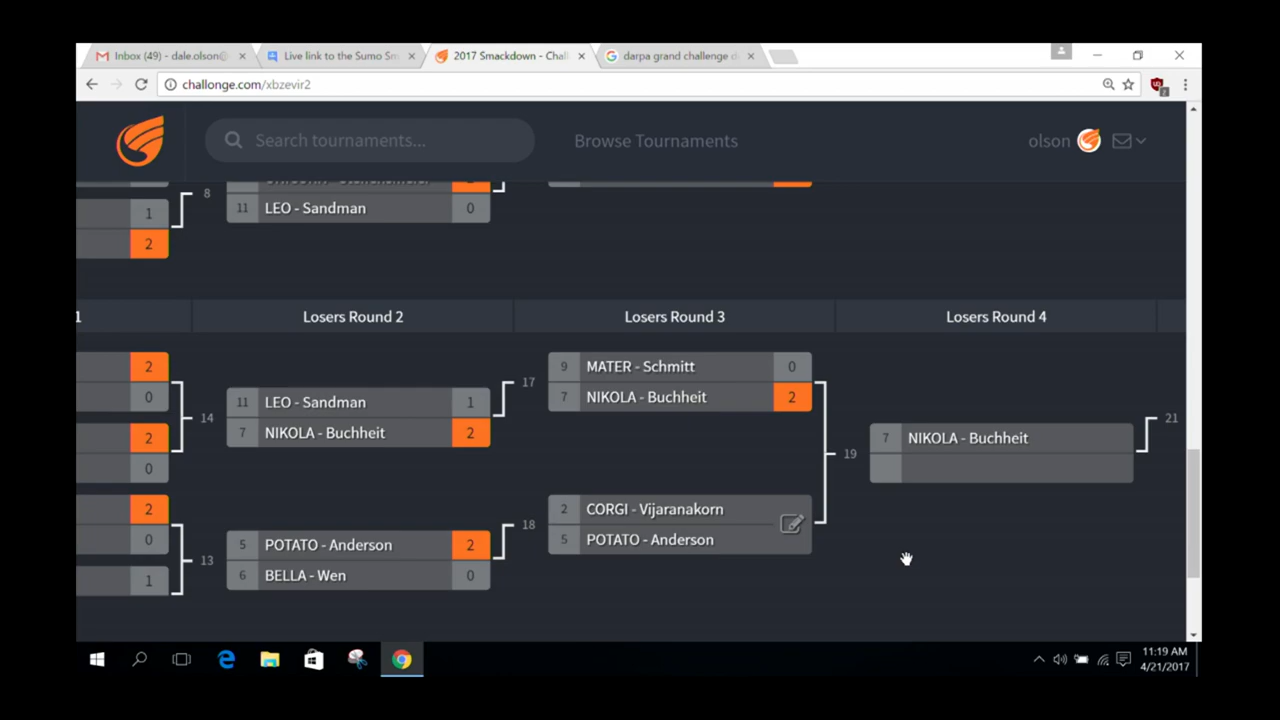 Inbox (49) - dale.olson@
Live link to the Sumo Sm
2017 Smackdown - Chall
darpa grand challenge d
challonge.com/xbzevir2
Search tournaments...
Browse Tournaments
olson
8
11 LEO - Sandman 0
1
2
1
Losers Round 2
Losers Round 3
Losers Round 4
2
0
2
0
14
11 LEO - Sandman 1
7 NIKOLA - Buchheit 2
17
9 MATER - Schmitt 0
7 NIKOLA - Buchheit 2
19
7 NIKOLA - Buchheit
21
2
0
1
13
5 POTATO - Anderson 2
6 BELLA - Wen 0
18
2 CORGI - Vijaranakorn
5 POTATO - Anderson
11:19 AM
4/21/2017